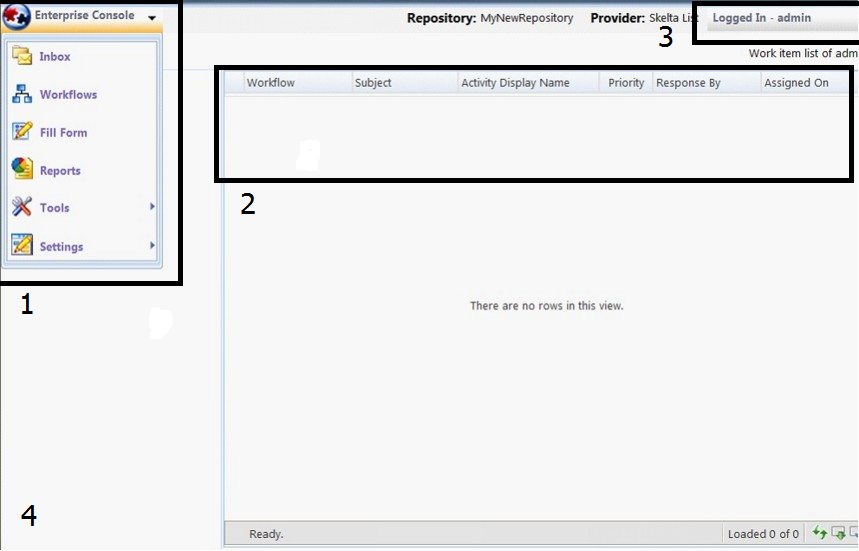 Enterprise Console
Repository: MyNewRepository Provider: Skelta List
Logged In - admin
3
Work item list of adm
Inbox
Workflows
Fill Form
Reports
Tools
Settings
1
Workflow Subject Activity Display Name Priority Response By Assigned On
2
There are no rows in this view.
4
Ready. Loaded 0 of 0